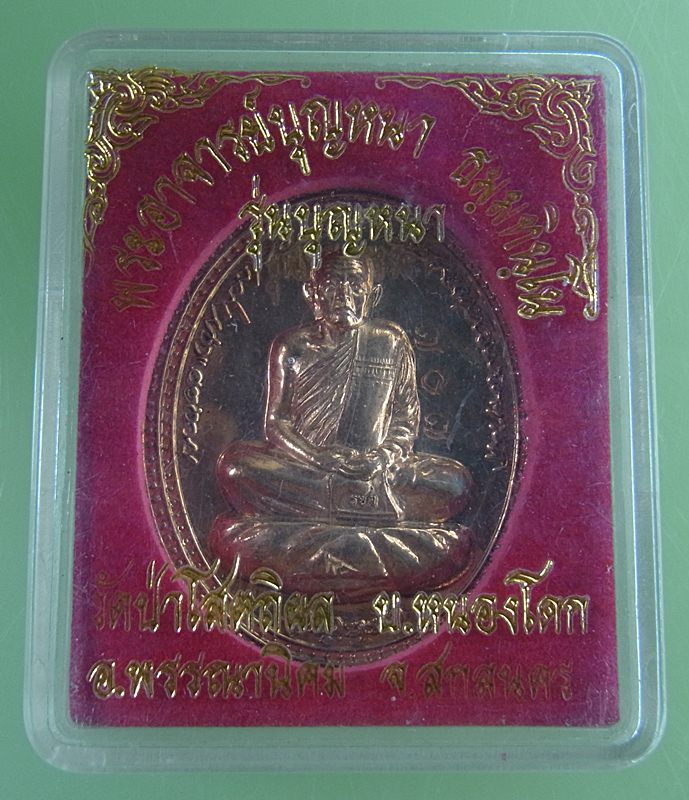 พระอาจารย์บุญหนา ธมฺมทินฺโน
รุ่นบุญหนา
วัดป่าโสตถิผล บ.หนองโดก
อ.พรรณานิคม จ.สกลนคร